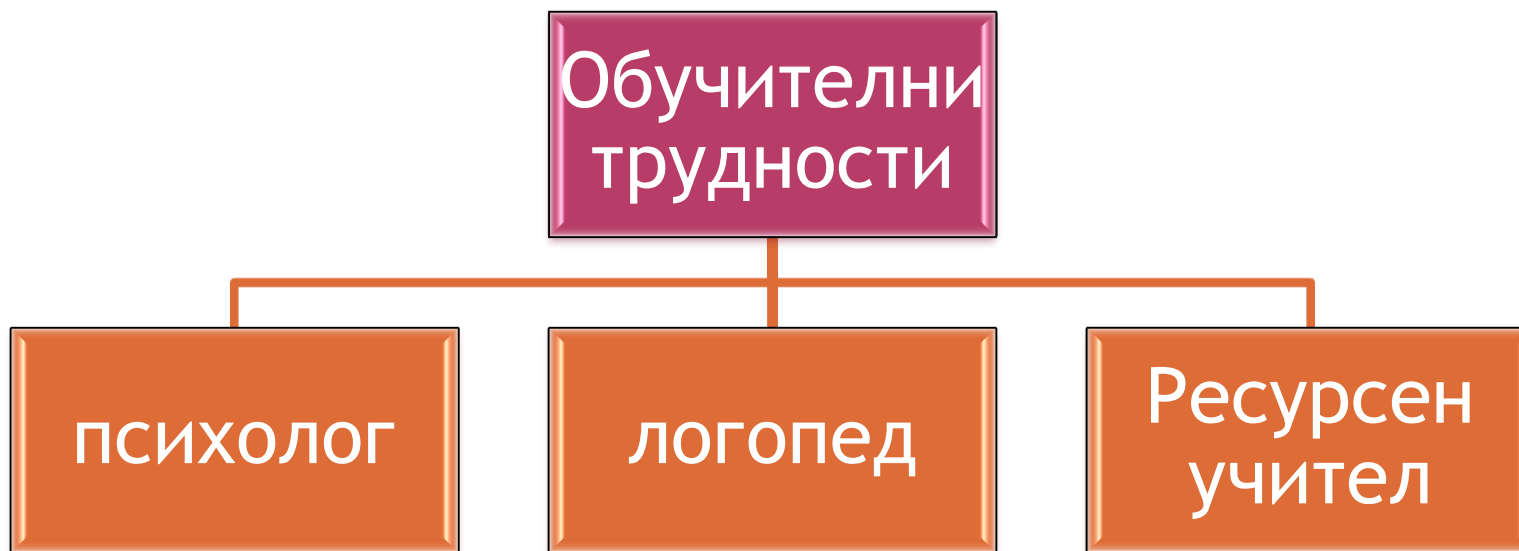 Обучителни
трудности
психолог
логопед
Ресурсен
учител